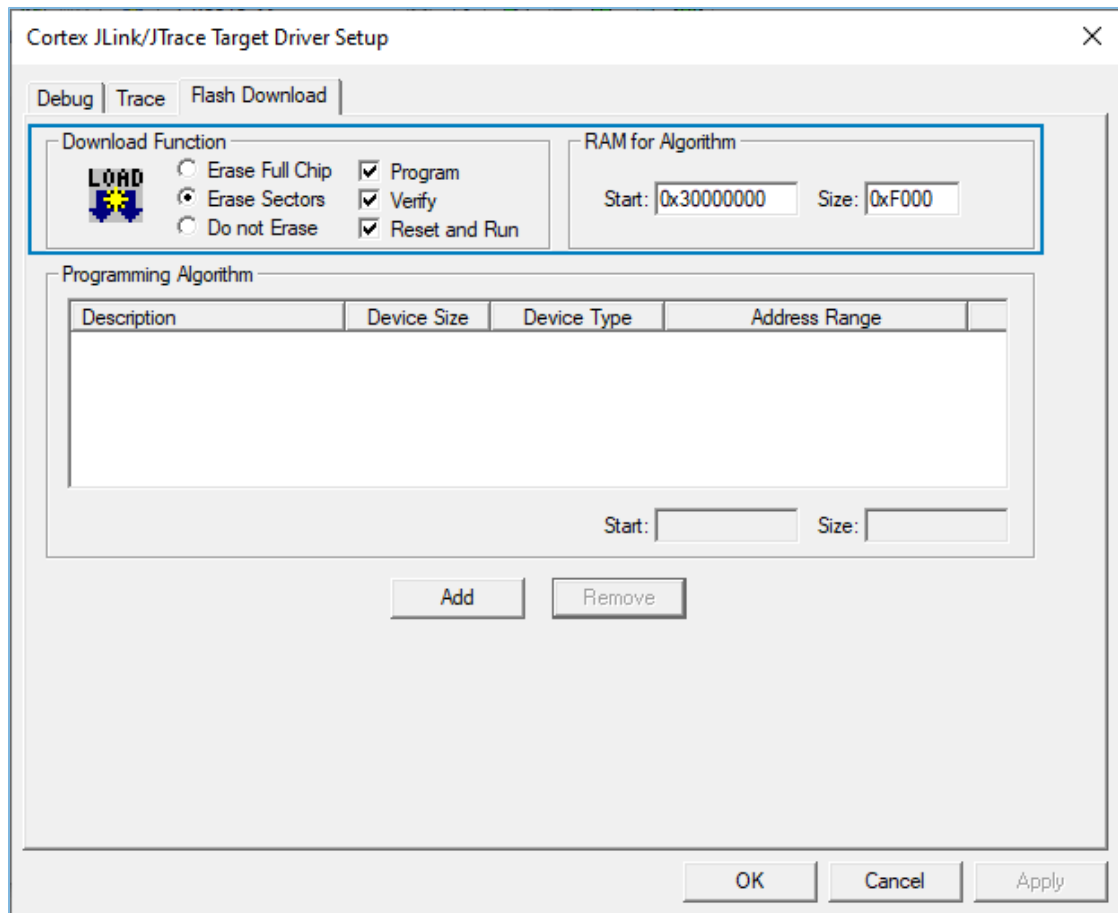 Cortex JLink/JTrace Target Driver Setup
Debug Trace Flash Download
Download Function
LOAD
Erase Full Chip
Erase Sectors
Do not Erase
Program
Verify
Reset and Run
RAM for Algorithm
Start: 0x30000000 Size: 0xF000
Programming Algorithm
Description Device Size Device Type Address Range
Start: Size:
Add Remove
OK Cancel Apply